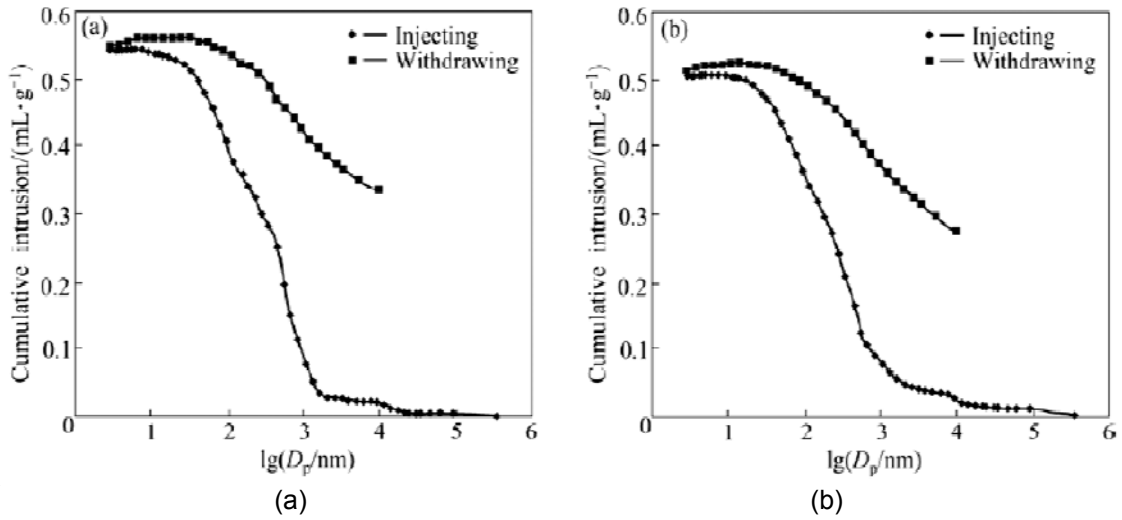 (a)
Injecting
Withdrawing
0.6
0.5
0.4
0.3
0.2
0.1
0
1
2
3
4
5
6
Cumulative intrusion/(mL·g⁻¹)
lg(Dₚ/nm)
(a)
(b)
Injecting
Withdrawing
0.6
0.5
0.4
0.3
0.2
0.1
0
1
2
3
4
5
6
Cumulative intrusion/(mL·g⁻¹)
lg(Dₚ/nm)
(b)